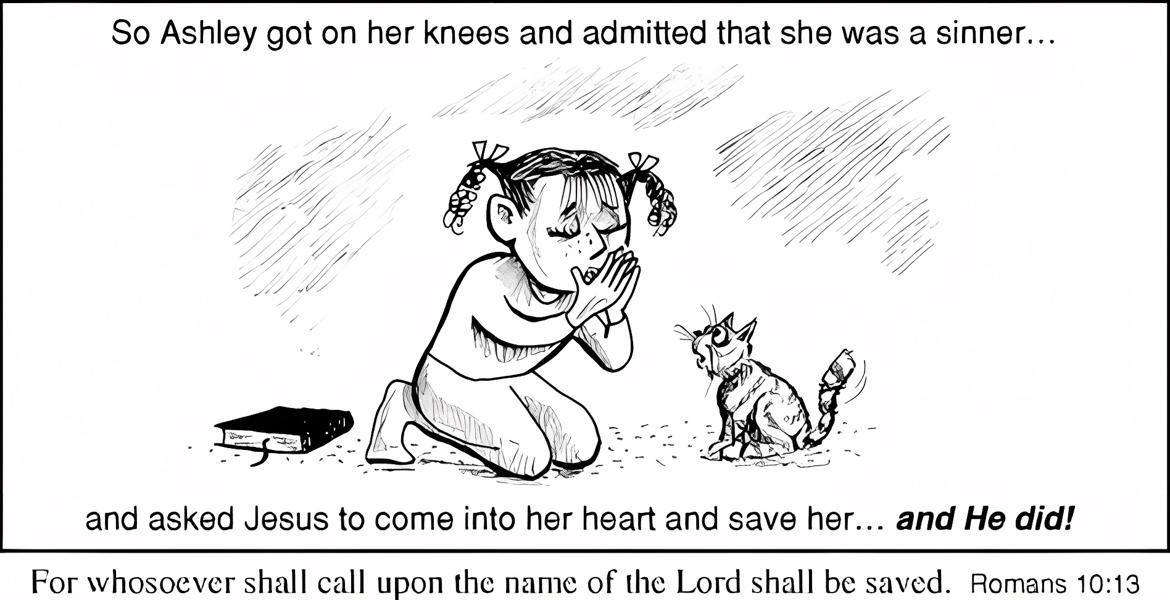 So Ashley got on her knees and admitted that she was a sinner...
and asked Jesus to come into her heart and save her... and He did!
For whosoever shall call upon the name of the Lord shall be saved. Romans 10:13